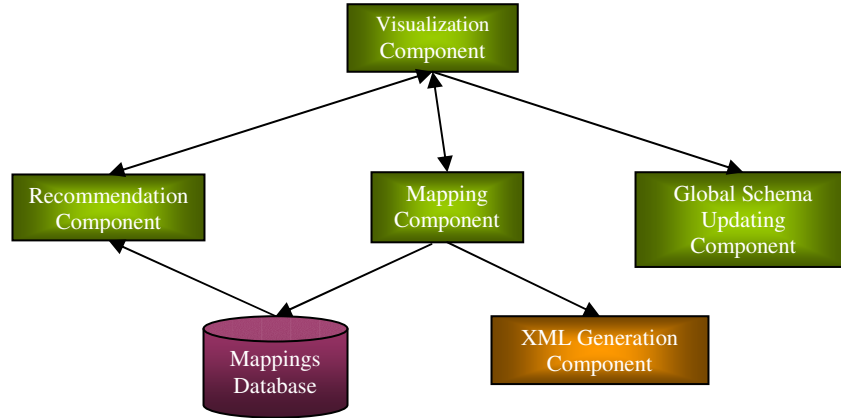 Visualization
Component
Recommendation
Component
Mapping
Component
Global Schema
Updating
Component
Mappings
Database
XML Generation
Component